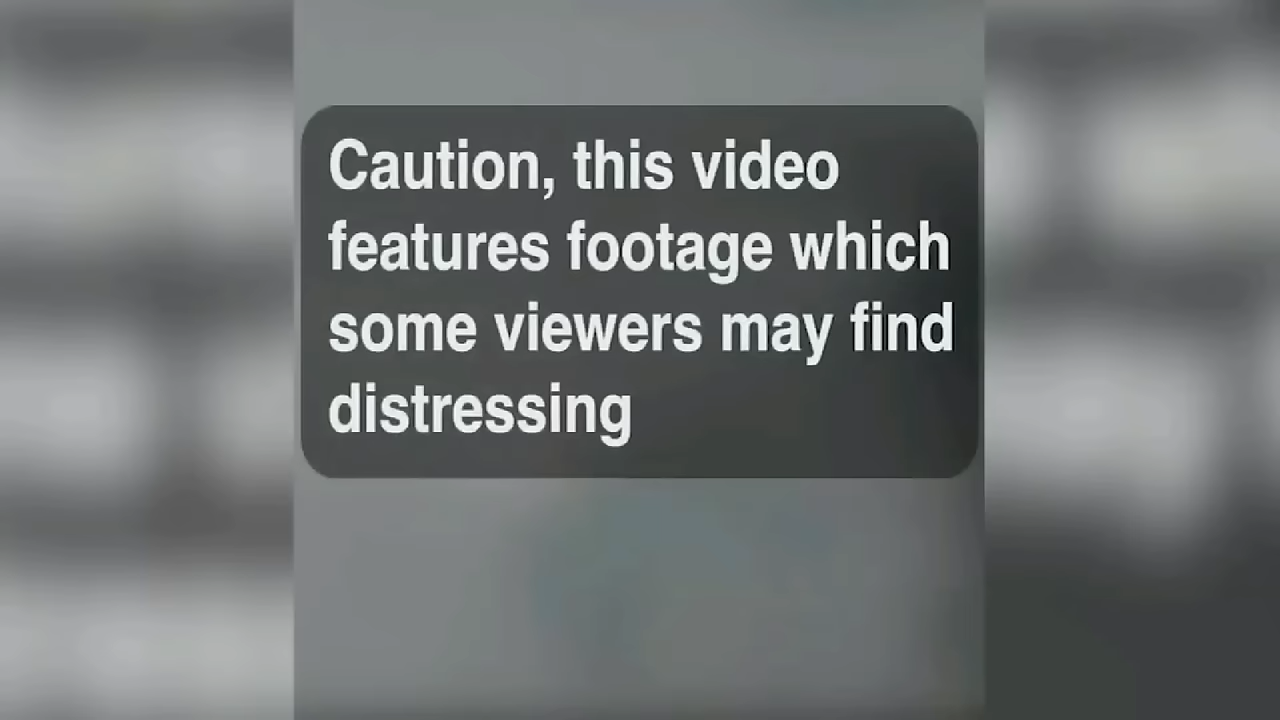 Caution, this video
features footage which
some viewers may find
distressing